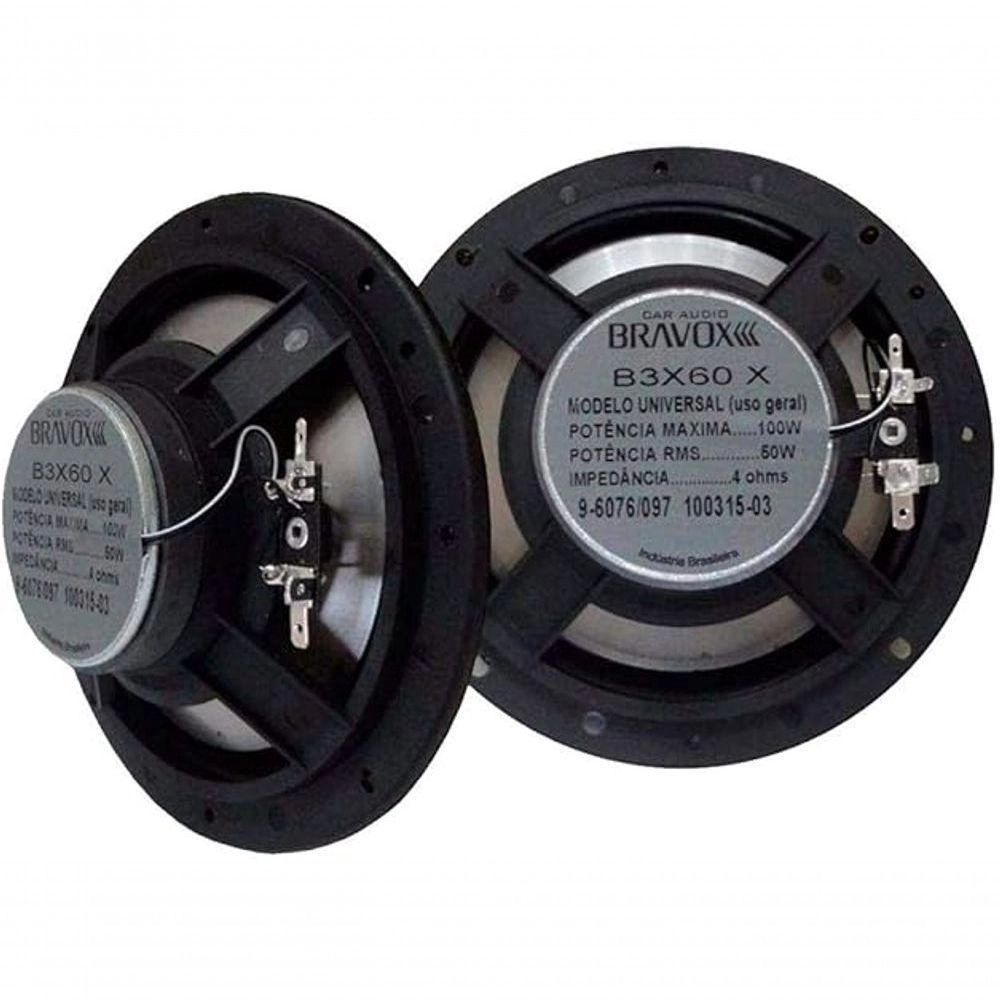 CAR AUDIO
BRAVOX
B3X60 X
MODELO UNIVERSAL (uso geral)
POTÊNCIA MAXIMA.....100W
POTÊNCIA RMS............60W
IMPEDÂNCIA...............4 ohms
9-6076/097 100315-03
Indústria Brasileira
CAR AUDIO
BRAVOX
B3X60 X
MODELO UNIVERSAL (uso geral)
POTÊNCIA MAXIMA.....100W
POTÊNCIA RMS............60W
IMPEDÂNCIA...............4 ohms
9-6076/097 100315-03
Indústria Brasileira